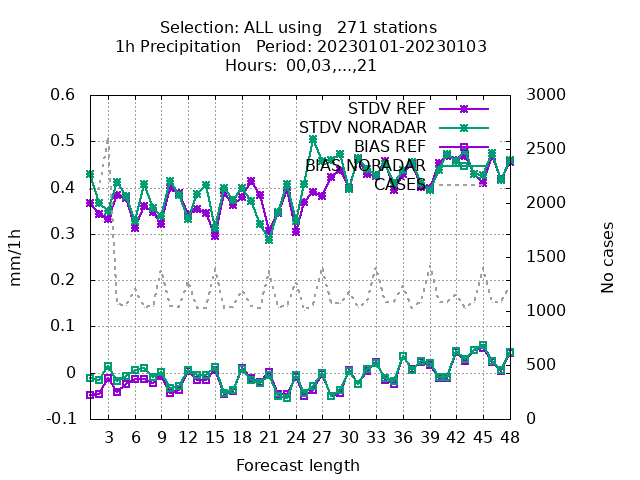 Selection: ALL using   271 stations
1h Precipitation   Period: 20230101-20230103
Hours:  00,03,...,21
0.6
0.5
0.4
0.3
0.2
0.1
0
-0.1
3000
2500
2000
1500
1000
500
0
STDV REF
STDV NORADAR
BIAS REF
BIAS NORADAR
CASES
mm/1h
No cases
3 6 9 12 15 18 21 24 27 30 33 36 39 42 45 48
Forecast length